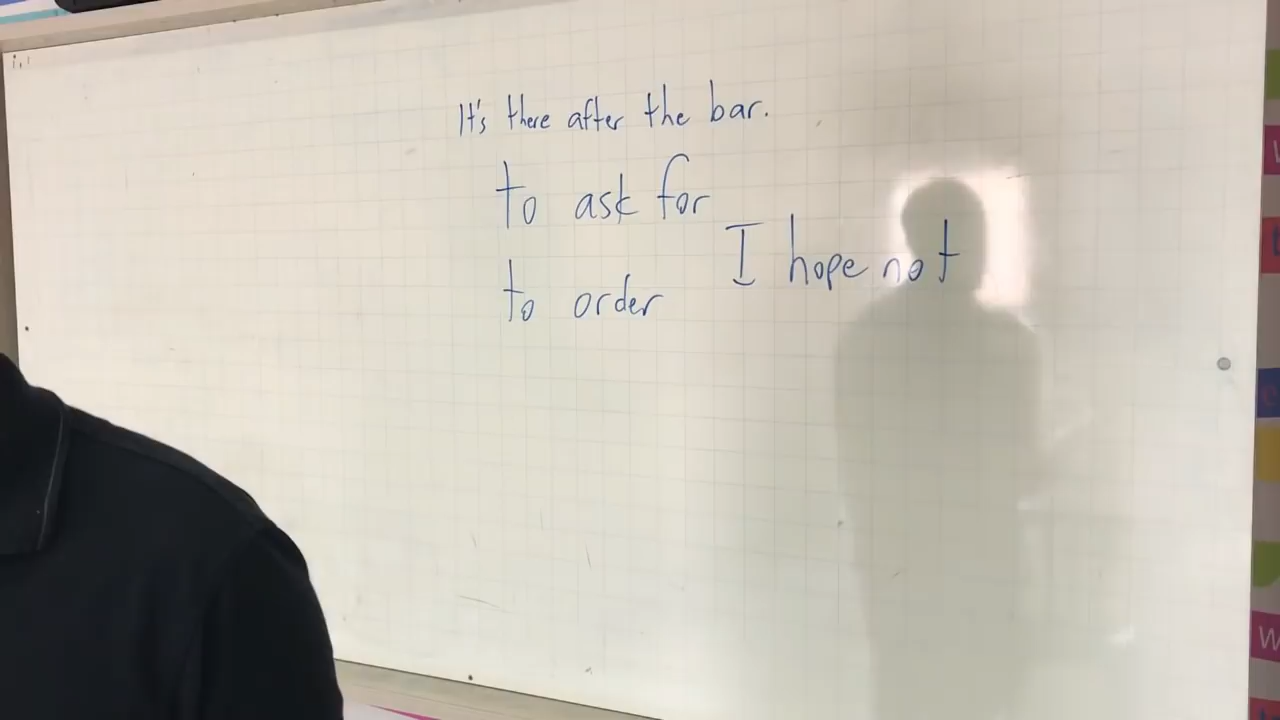 It's there after the bar.
to ask for
I hope not
to order